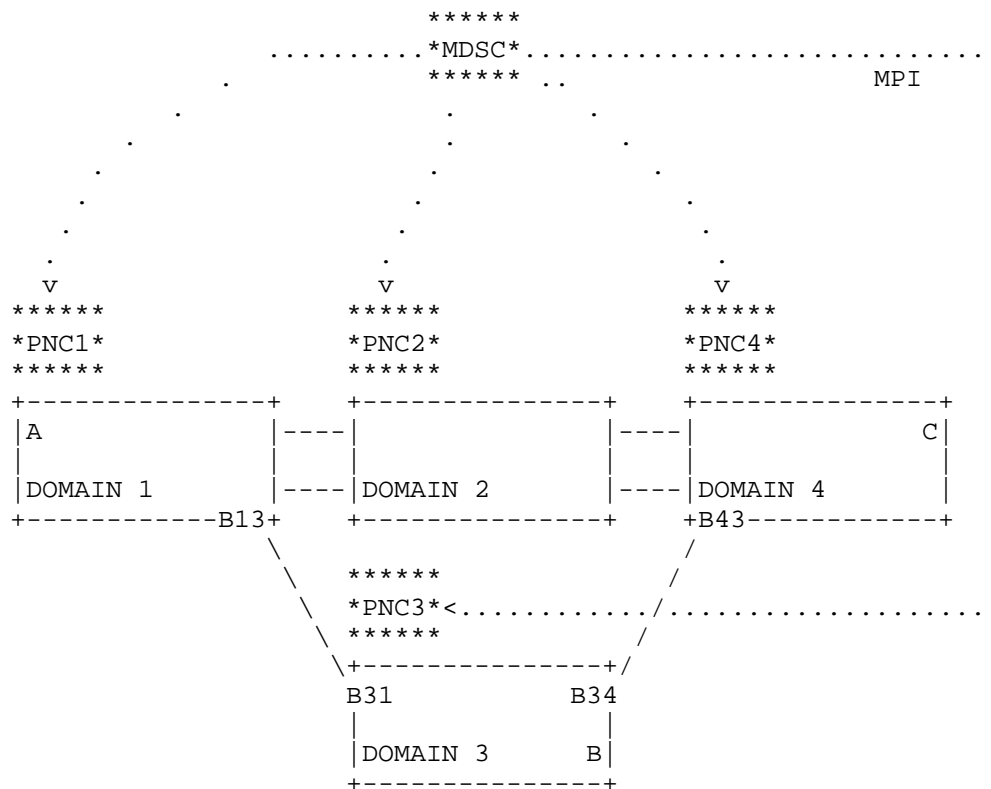 ******
..........*MDSC*.............................
. ****** .. MPI
. . .
. . .
. . .
. . .
. . .
. . .
v v v
****** ****** ******
*PNC1* *PNC2* *PNC4*
****** ****** ******
+---------------+ +---------------+ +---------------+
|A |----| |----| C|
| | | | | |
|DOMAIN 1 |----|DOMAIN 2 |----|DOMAIN 4 |
+------------B13+ +---------------+ +B43------------+
\ /
\ ****** /
\ *PNC3*<............/....................
\ ****** /
\+---------------+/
B31 B34
| |
|DOMAIN 3 B|
+---------------+